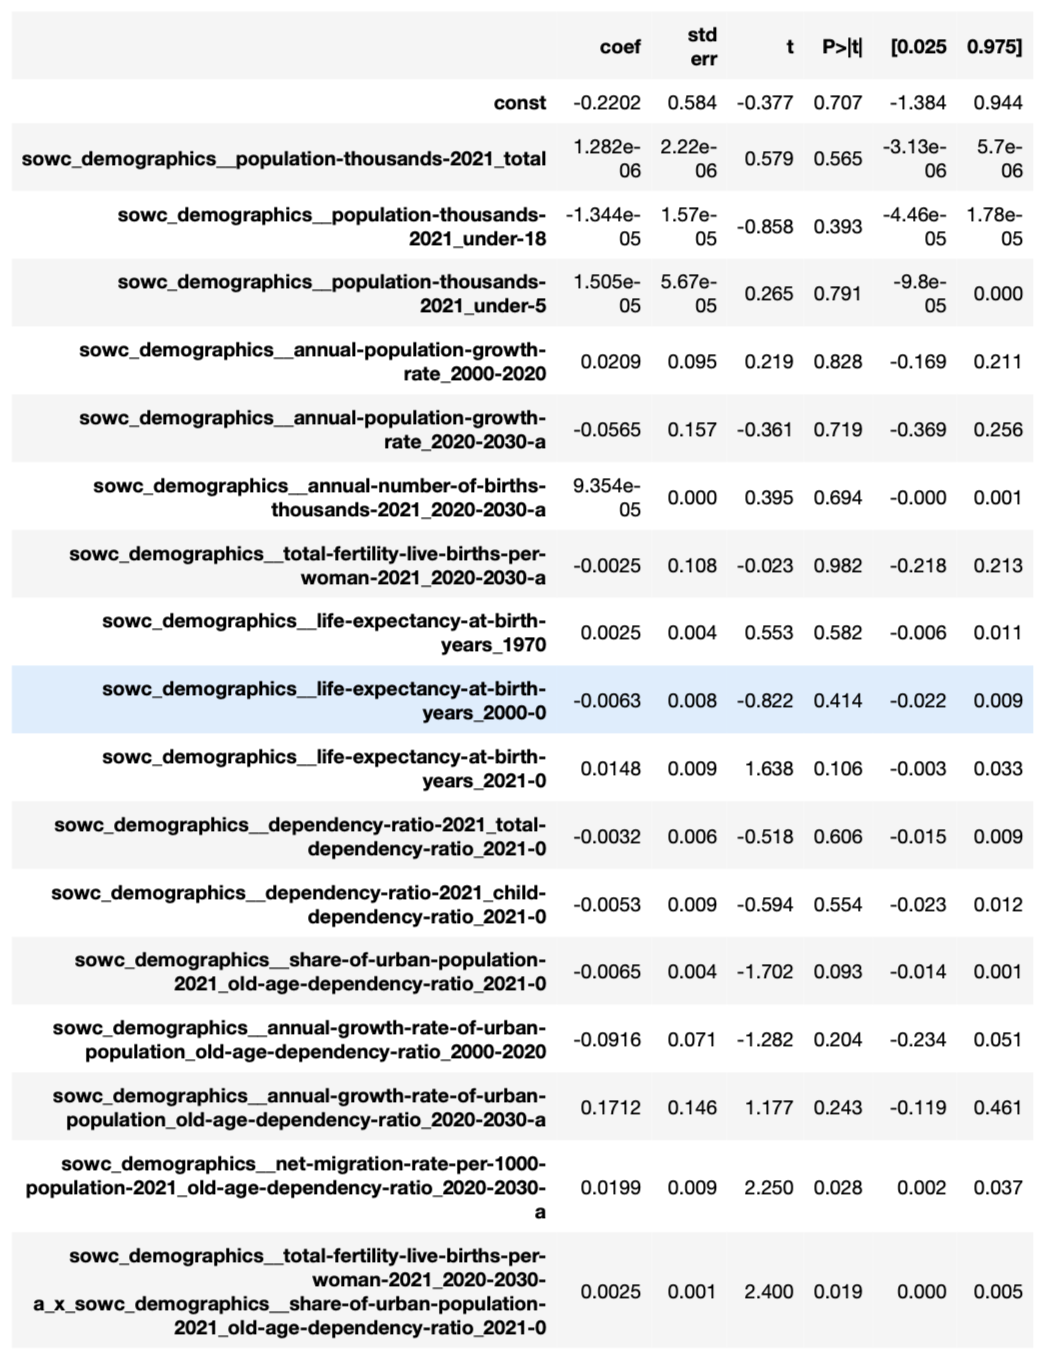 coef std err t P>|t| [0.025 0.975]
const -0.2202 0.584 -0.377 0.707 -1.384 0.944
sowc_demographics__population-thousands-2021_total 1.282e-06 2.22e-06 0.579 0.565 -3.13e-06 5.7e-06
sowc_demographics__population-thousands-2021_under-18 -1.344e-05 1.57e-05 -0.858 0.393 -4.46e-05 1.78e-05
sowc_demographics__population-thousands-2021_under-5 1.505e-05 5.67e-05 0.265 0.791 -9.8e-05 0.000
sowc_demographics__annual-population-growth-rate_2000-2020 0.0209 0.095 0.219 0.828 -0.169 0.211
sowc_demographics__annual-population-growth-rate_2020-2030-a -0.0565 0.157 -0.361 0.719 -0.369 0.256
sowc_demographics__annual-number-of-births-thousands-2021_2020-2030-a 9.354e-05 0.000 0.395 0.694 -0.000 0.001
sowc_demographics__total-fertility-live-births-per-woman-2021_2020-2030-a -0.0025 0.108 -0.023 0.982 -0.218 0.213
sowc_demographics__life-expectancy-at-birth-years_1970 0.0025 0.004 0.553 0.582 -0.006 0.011
sowc_demographics__life-expectancy-at-birth-years_2000-0 -0.0063 0.008 -0.822 0.414 -0.022 0.009
sowc_demographics__life-expectancy-at-birth-years_2021-0 0.0148 0.009 1.638 0.106 -0.003 0.033
sowc_demographics__dependency-ratio-2021_total-dependency-ratio_2021-0 -0.0032 0.006 -0.518 0.606 -0.015 0.009
sowc_demographics__dependency-ratio-2021_child-dependency-ratio_2021-0 -0.0053 0.009 -0.594 0.554 -0.023 0.012
sowc_demographics__share-of-urban-population-2021_old-age-dependency-ratio_2021-0 -0.0065 0.004 -1.702 0.093 -0.014 0.001
sowc_demographics__annual-growth-rate-of-urban-population_old-age-dependency-ratio_2000-2020 -0.0916 0.071 -1.282 0.204 -0.234 0.051
sowc_demographics__annual-growth-rate-of-urban-population_old-age-dependency-ratio_2020-2030-a 0.1712 0.146 1.177 0.243 -0.119 0.461
sowc_demographics__net-migration-rate-per-1000-population-2021_old-age-dependency-ratio_2020-2030-a 0.0199 0.009 2.250 0.028 0.002 0.037
sowc_demographics__total-fertility-live-births-per-woman-2021_2020-2030-a_x_sowc_demographics__share-of-urban-population-2021_old-age-dependency-ratio_2021-0 0.0025 0.001 2.400 0.019 0.000 0.005